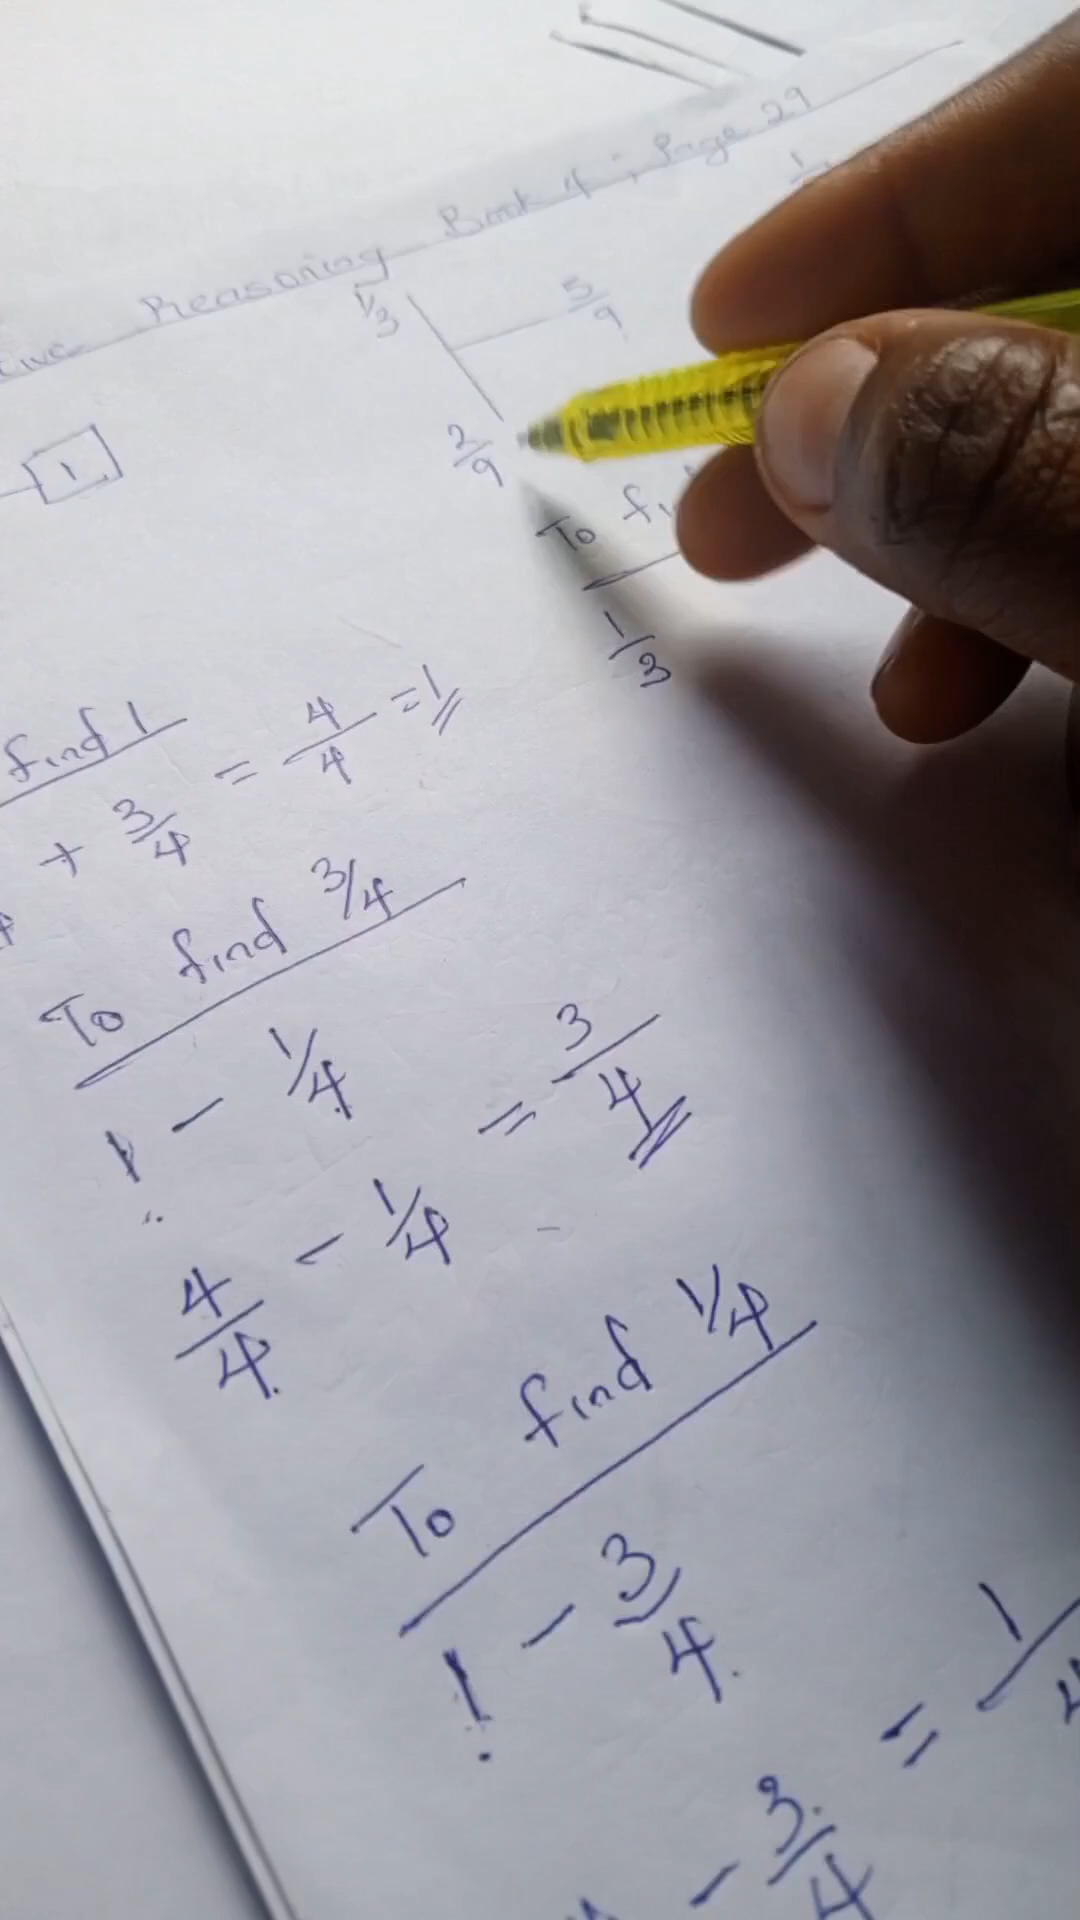 Reasoning Book 4; Page 29
1/3
5/9
2/9
1
To
1/3
find 1
+ 3/4 = 4/4 = 1
To find 3/4
1 - 1/4 = 3/4
4/4 - 1/4
To find 1/4
1 - 3/4 = 1/4
- 3/4